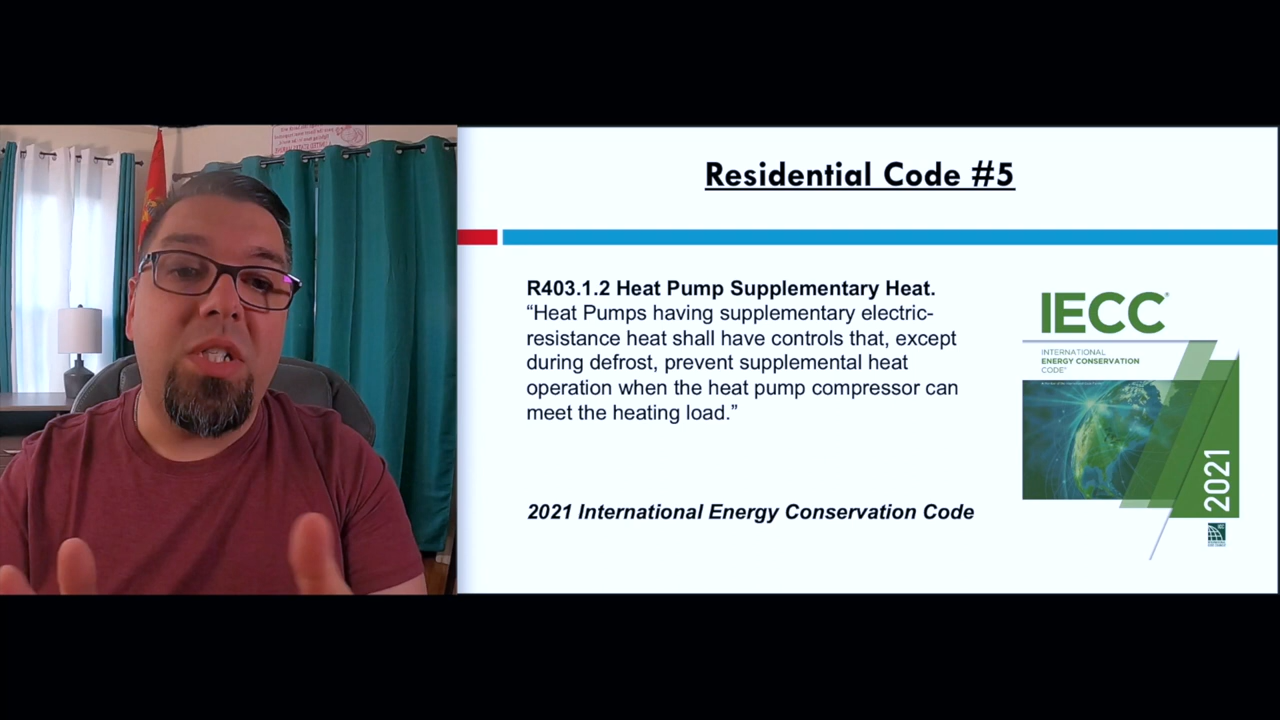 Residential Code #5
R403.1.2 Heat Pump Supplementary Heat.
“Heat Pumps having supplementary electric-
resistance heat shall have controls that, except
during defrost, prevent supplemental heat
operation when the heat pump compressor can
meet the heating load.”
2021 International Energy Conservation Code
IECC®
INTERNATIONAL
ENERGY CONSERVATION
CODE®
2021